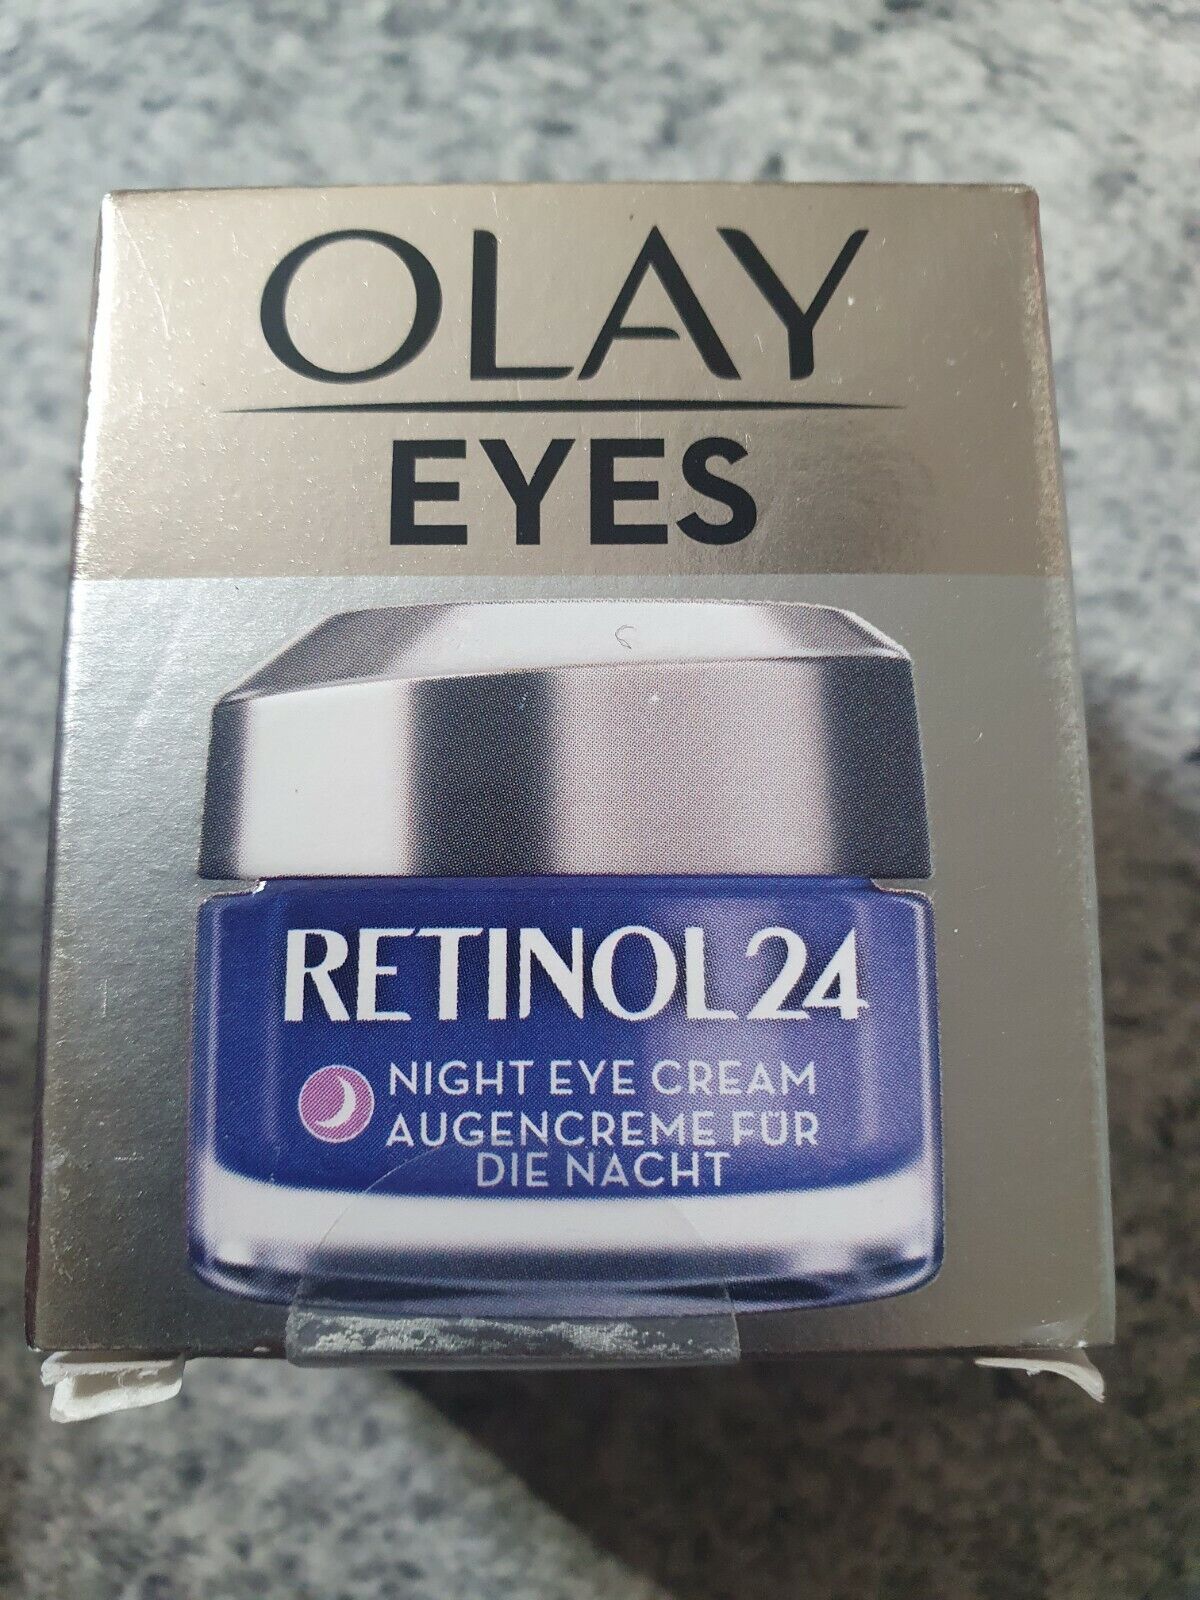 OLAY
EYES
RETINOL24
NIGHT EYE CREAM
AUGENCREME FÜR
DIE NACHT